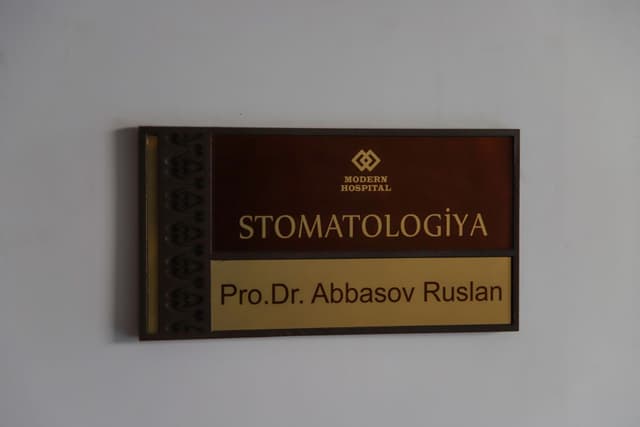 MODERN
HOSPITAL
STOMATOLOGİYA
Pro.Dr. Abbasov Ruslan